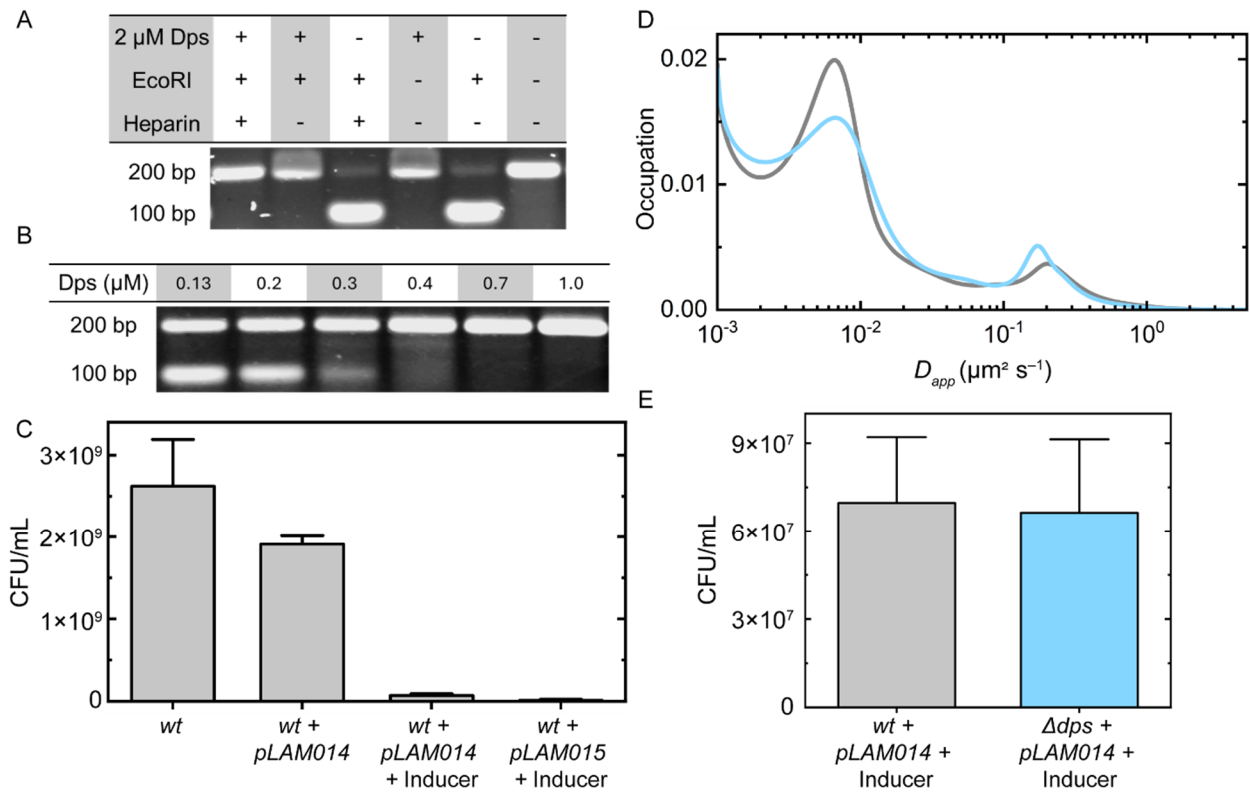 A
2 µM Dps + + - + - -
EcoRI + + + - + -
Heparin + - + - - -
200 bp
100 bp
B
Dps (µM) 0.13 0.2 0.3 0.4 0.7 1.0
200 bp
100 bp
C
CFU/mL
3×10⁹
2×10⁹
1×10⁹
0
wt
wt +
pLAM014
wt +
pLAM014
+ Inducer
wt +
pLAM015
+ Inducer
D
Occupation
0.02
0.01
0.00
10⁻³ 10⁻² 10⁻¹ 10⁰
Dapp (µm² s⁻¹)
E
CFU/mL
9×10⁷
6×10⁷
3×10⁷
0
wt +
pLAM014 +
Inducer
Δdps +
pLAM014 +
Inducer